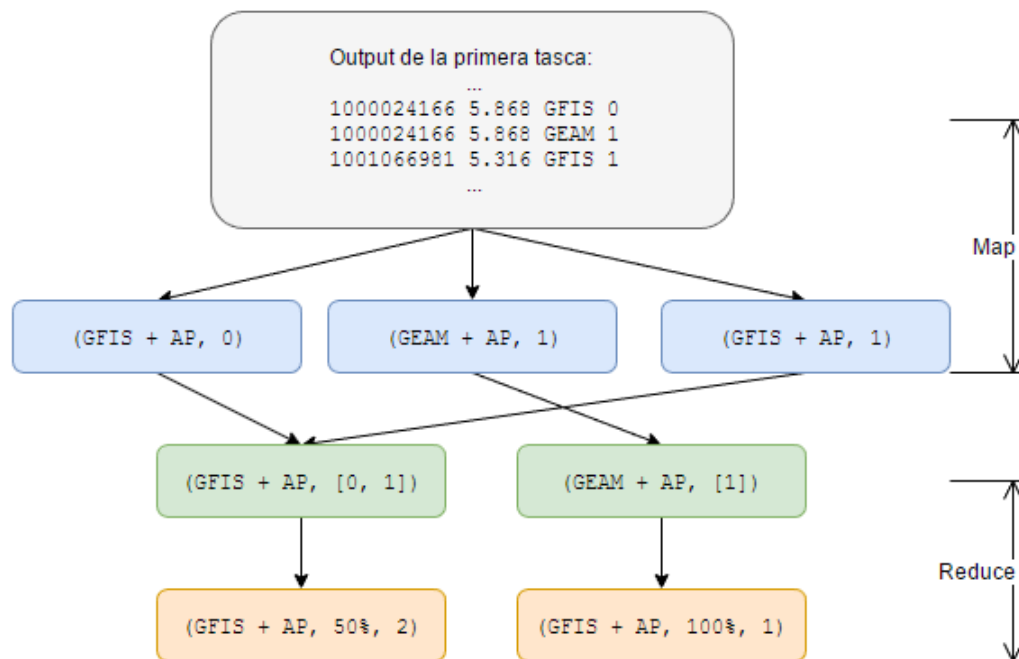 Output de la primera tasca:
...
1000024166 5.868 GFIS 0
1000024166 5.868 GEAM 1
1001066981 5.316 GFIS 1
...
Map
(GFIS + AP, 0)
(GEAM + AP, 1)
(GFIS + AP, 1)
(GFIS + AP, [0, 1])
(GEAM + AP, [1])
Reduce
(GFIS + AP, 50%, 2)
(GFIS + AP, 100%, 1)